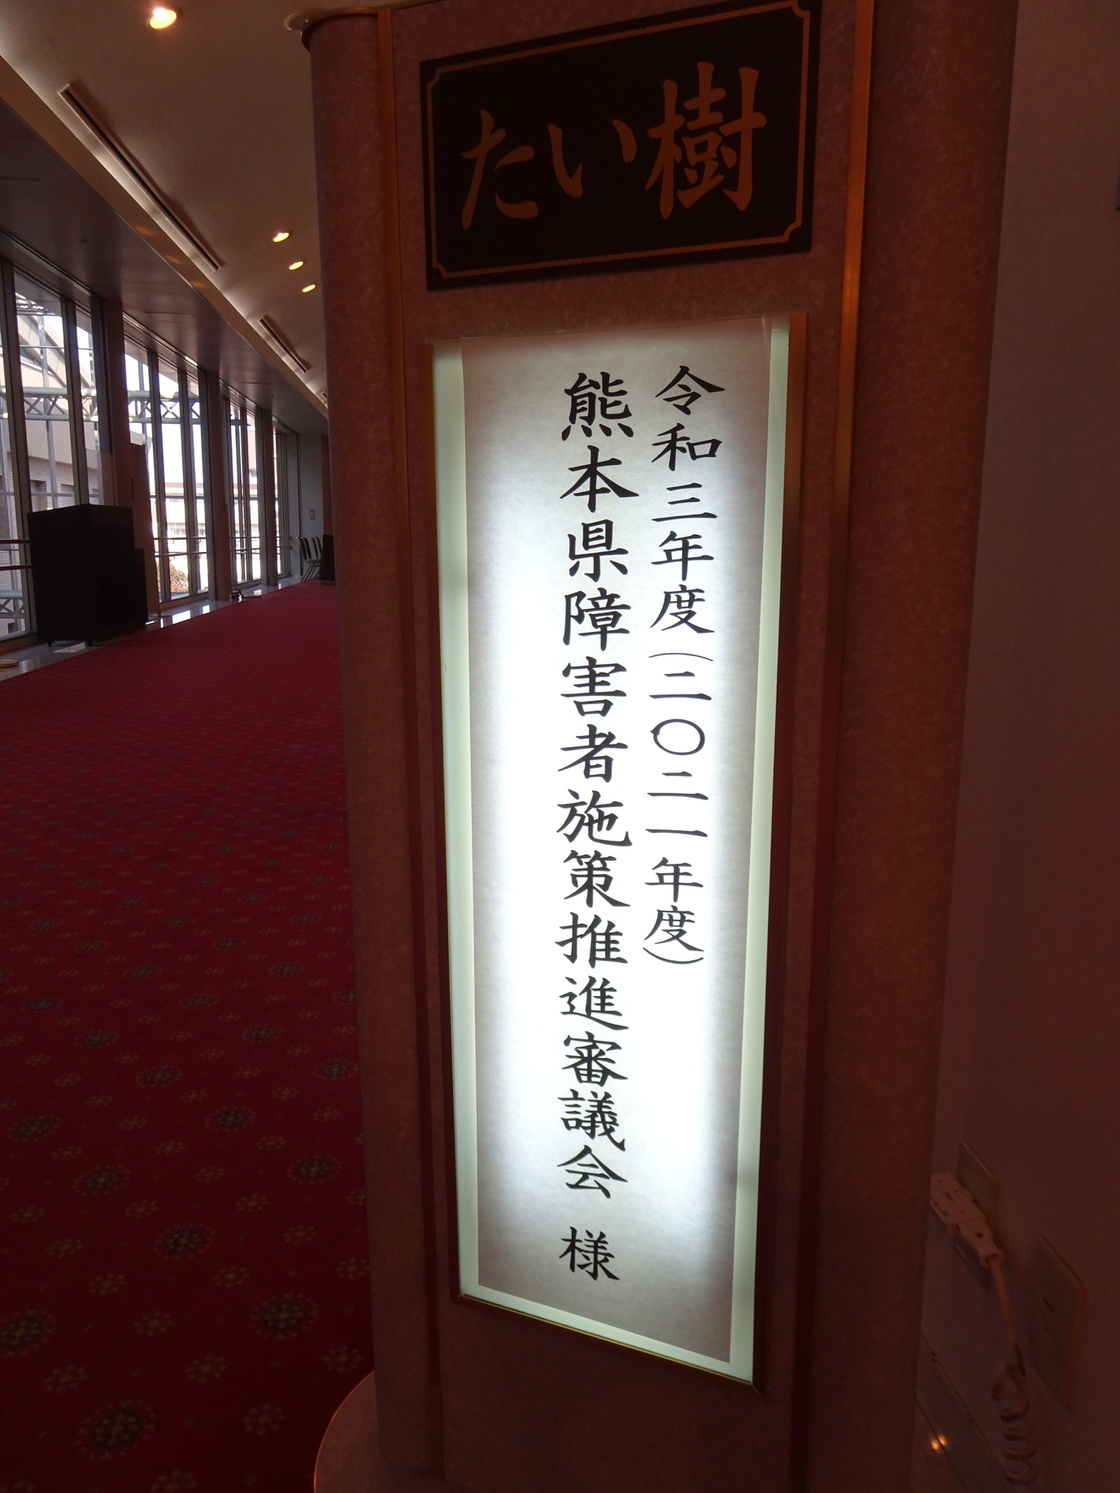 たい樹
令和三年度(二〇二一年度)
熊本県障害者施策推進審議会 様